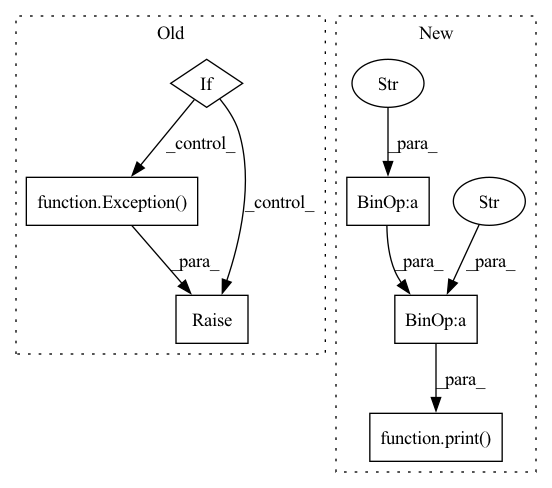 Old
New
If
Str
_control_
_para_
function.Exception()
_control_
BinOp:a
Str
_para_
_para_
_para_
Raise
BinOp:a
_para_
function.print()